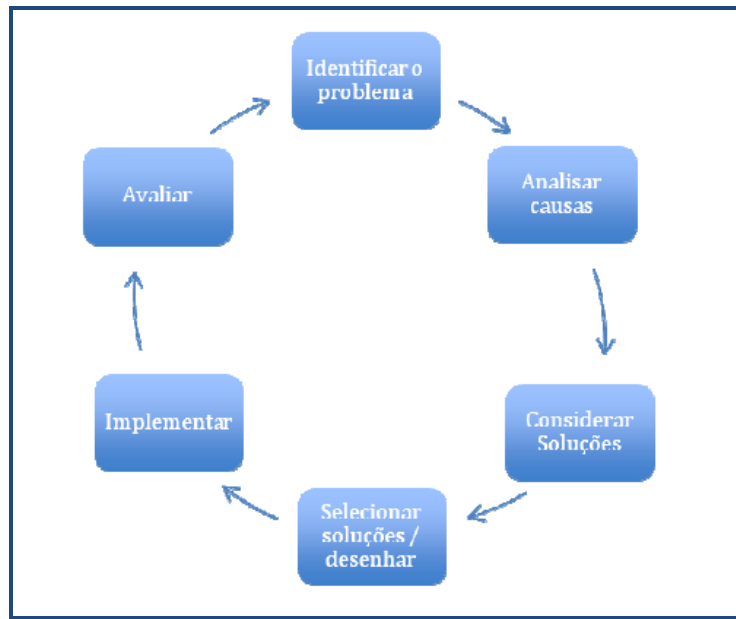 Identificar o
problema
Analisar
causas
Considerar
Soluções
Selecionar
soluções /
desenhar
Implementar
Avaliar